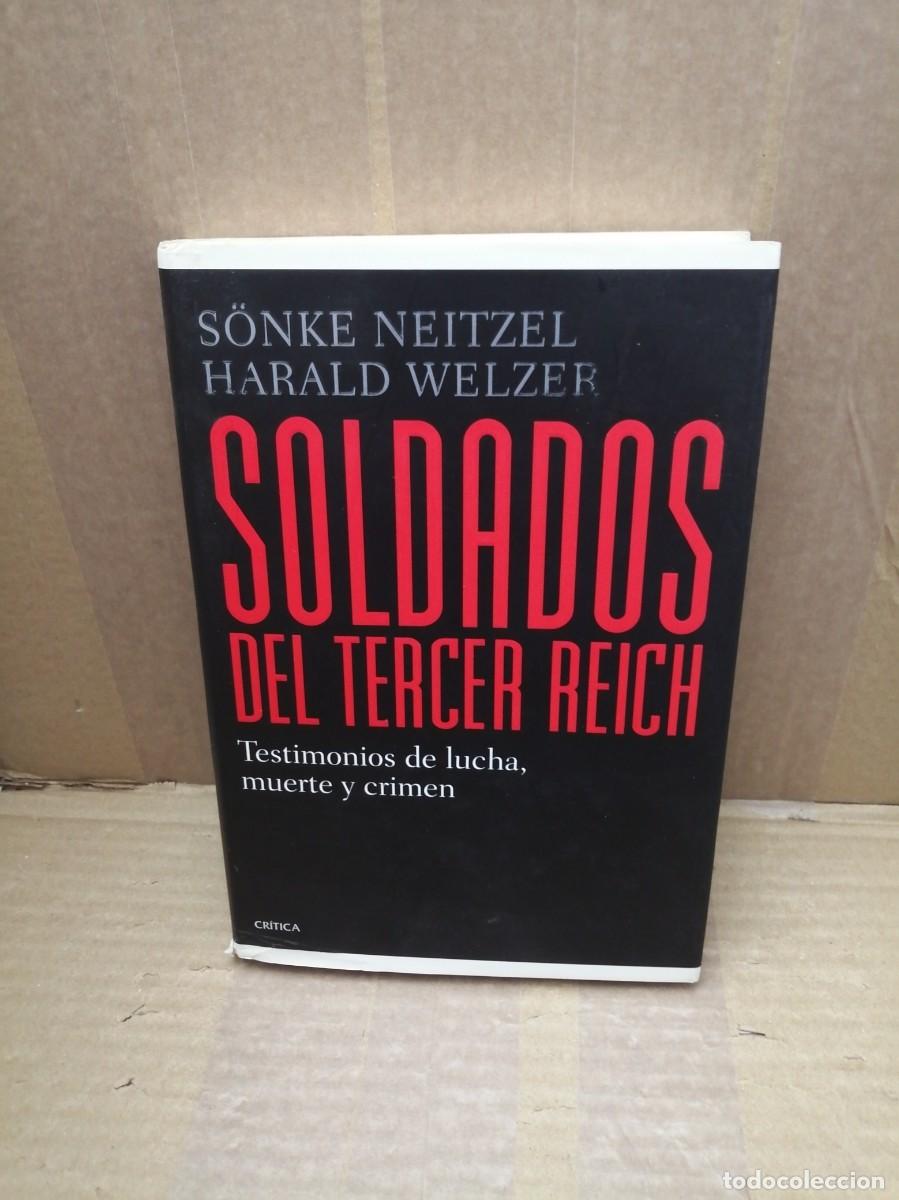 SÖNKE NEITZEL
HARALD WELZER
SOLDADOS
DEL TERCER REICH
Testimonios de lucha,
muerte y crimen
CRÍTICA
todocoleccion